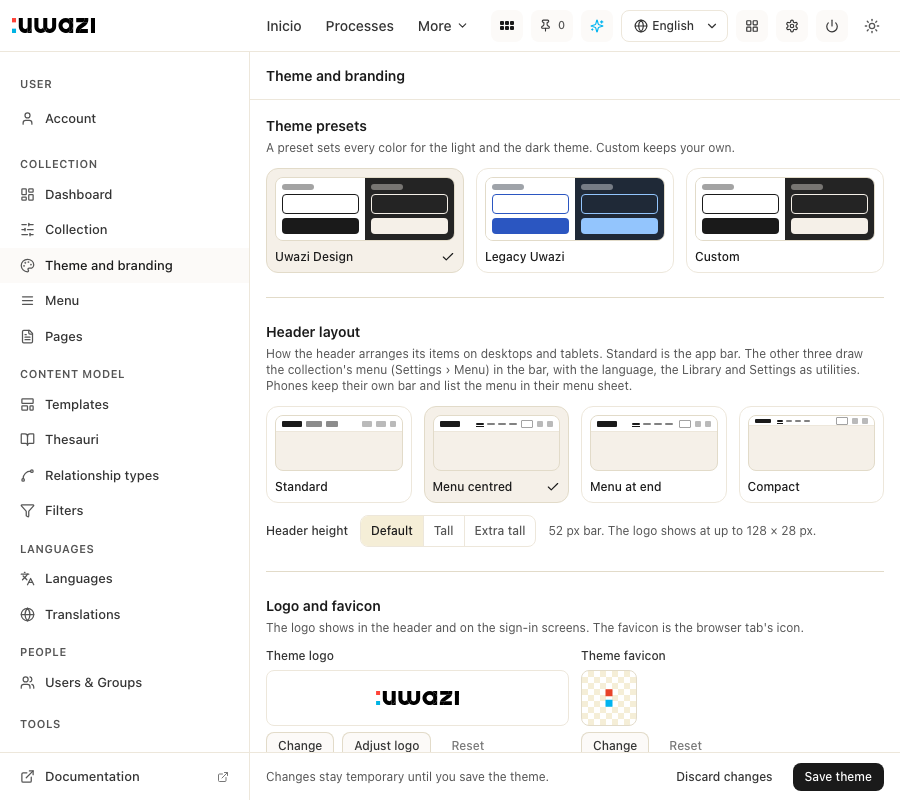 uwazi
Inicio
Processes
More
0
English
USER
Account
COLLECTION
Dashboard
Collection
Theme and branding
Menu
Pages
CONTENT MODEL
Templates
Thesauri
Relationship types
Filters
LANGUAGES
Languages
Translations
PEOPLE
Users & Groups
TOOLS
Documentation
Theme and branding
Theme presets
A preset sets every color for the light and the dark theme. Custom keeps your own.
Uwazi Design
Legacy Uwazi
Custom
Header layout
How the header arranges its items on desktops and tablets. Standard is the app bar. The other three draw
the collection's menu (Settings › Menu) in the bar, with the language, the Library and Settings as utilities.
Phones keep their own bar and list the menu in their menu sheet.
Standard
Menu centred
Menu at end
Compact
Header height
Default
Tall
Extra tall
52 px bar. The logo shows at up to 128 × 28 px.
Logo and favicon
The logo shows in the header and on the sign-in screens. The favicon is the browser tab's icon.
Theme logo
Theme favicon
uwazi
Change
Adjust logo
Reset
Change
Reset
Changes stay temporary until you save the theme.
Discard changes
Save theme